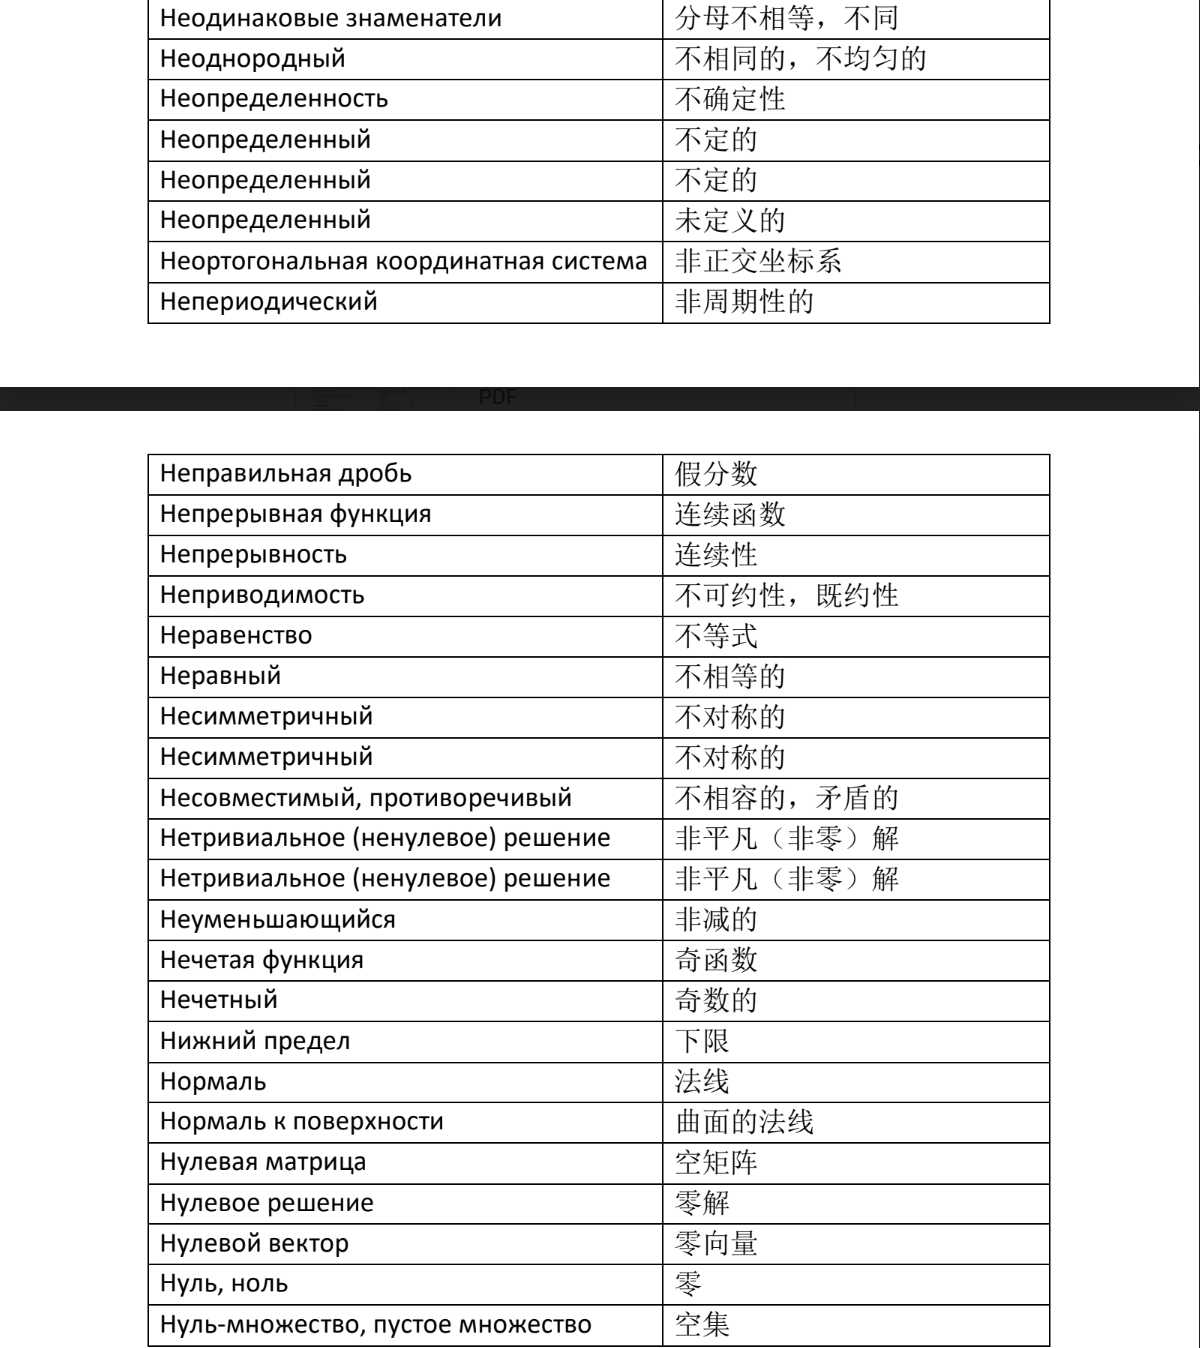 Неодинаковые знаменатели 分母不相等，不同
Неоднородный 不相同的，不均匀的
Неопределенность 不确定性
Неопределенный 不定的
Неопределенный 不定的
Неопределенный 未定义的
Неортогональная координатная система 非正交坐标系
Непериодический 非周期性的
PDF
Неправильная дробь 假分数
Непрерывная функция 连续函数
Непрерывность 连续性
Неприводимость 不可约性，既约性
Неравенство 不等式
Неравный 不相等的
Несимметричный 不对称的
Несимметричный 不对称的
Несовместимый, противоречивый 不相容的，矛盾的
Нетривиальное (ненулевое) решение 非平凡（非零）解
Нетривиальное (ненулевое) решение 非平凡（非零）解
Неуменьшающийся 非减的
Нечетая функция 奇函数
Нечетный 奇数的
Нижний предел 下限
Нормаль 法线
Нормаль к поверхности 曲面的法线
Нулевая матрица 空矩阵
Нулевое решение 零解
Нулевой вектор 零向量
Нуль, ноль 零
Нуль-множество, пустое множество 空集